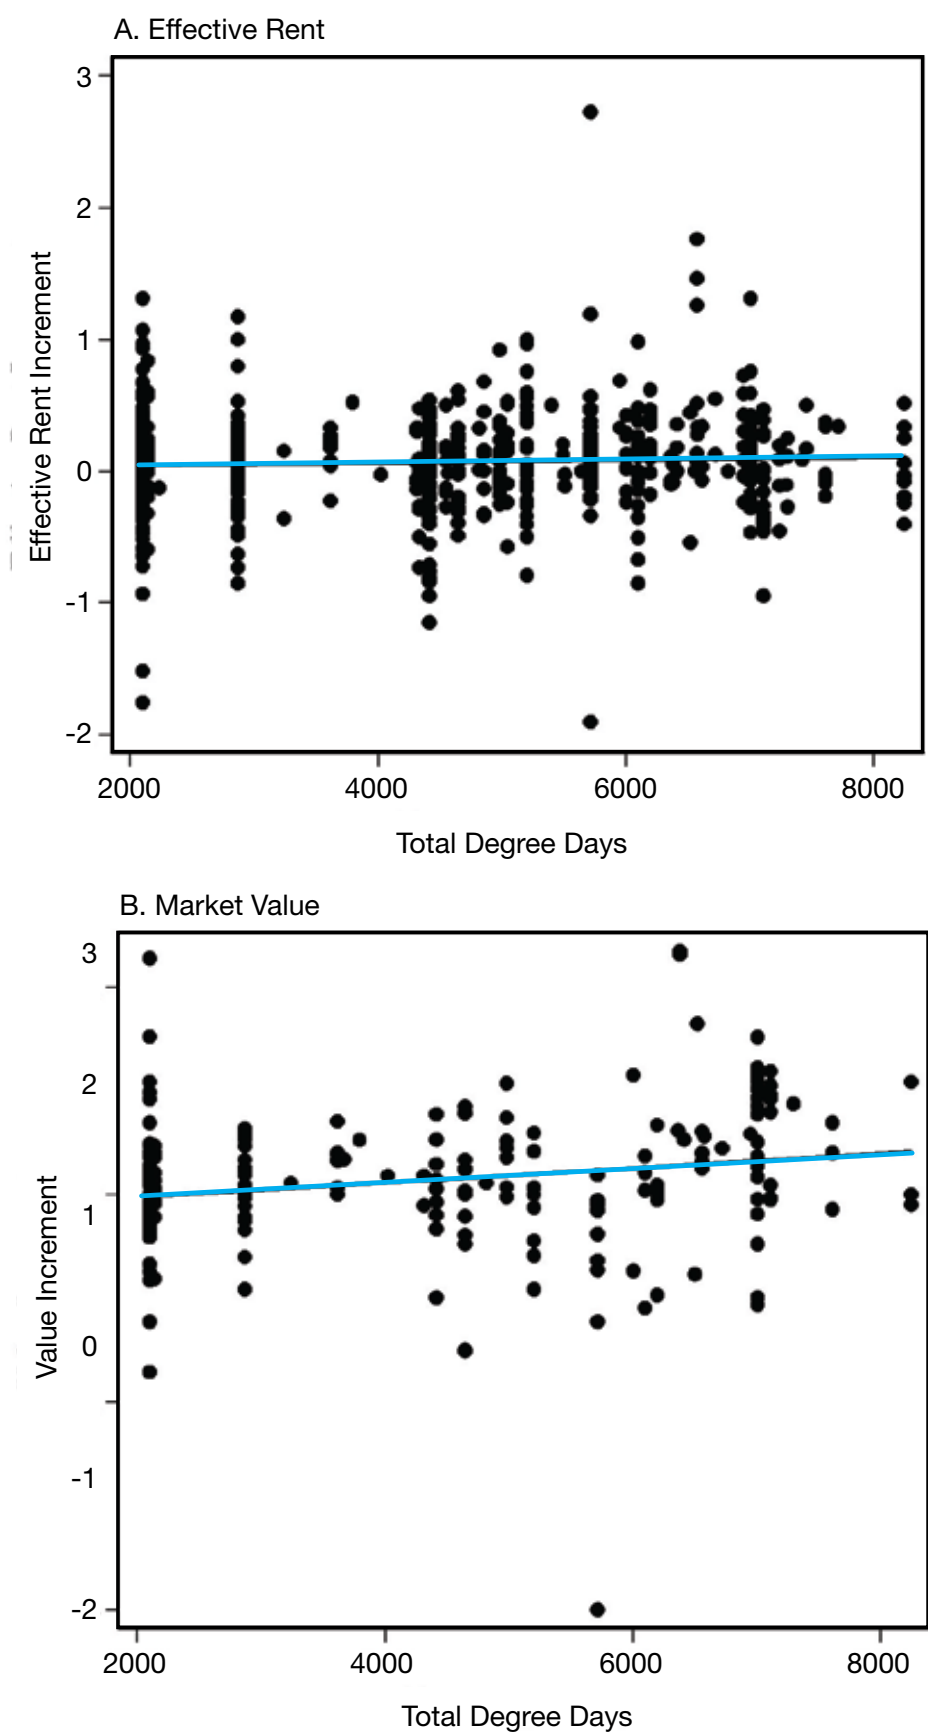 A. Effective Rent
3
2
1
0
-1
-2
Effective Rent Increment
2000 4000 6000 8000
Total Degree Days
B. Market Value
3
2
1
0
-1
-2
Value Increment
2000 4000 6000 8000
Total Degree Days